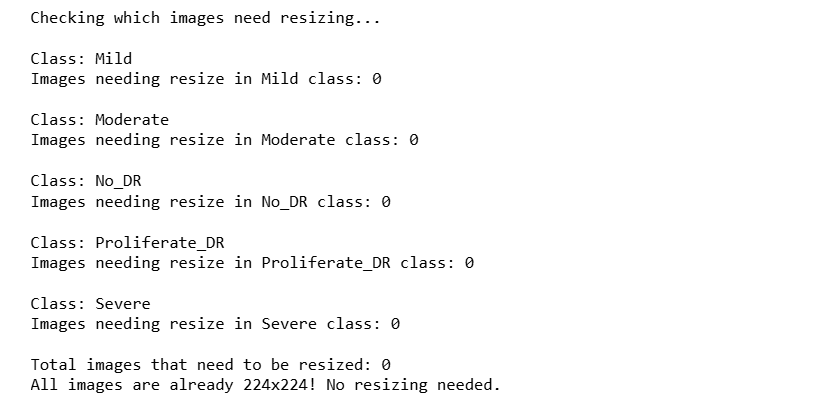 Checking which images need resizing...
Class: Mild
Images needing resize in Mild class: 0
Class: Moderate
Images needing resize in Moderate class: 0
Class: No_DR
Images needing resize in No_DR class: 0
Class: Proliferate_DR
Images needing resize in Proliferate_DR class: 0
Class: Severe
Images needing resize in Severe class: 0
Total images that need to be resized: 0
All images are already 224x224! No resizing needed.